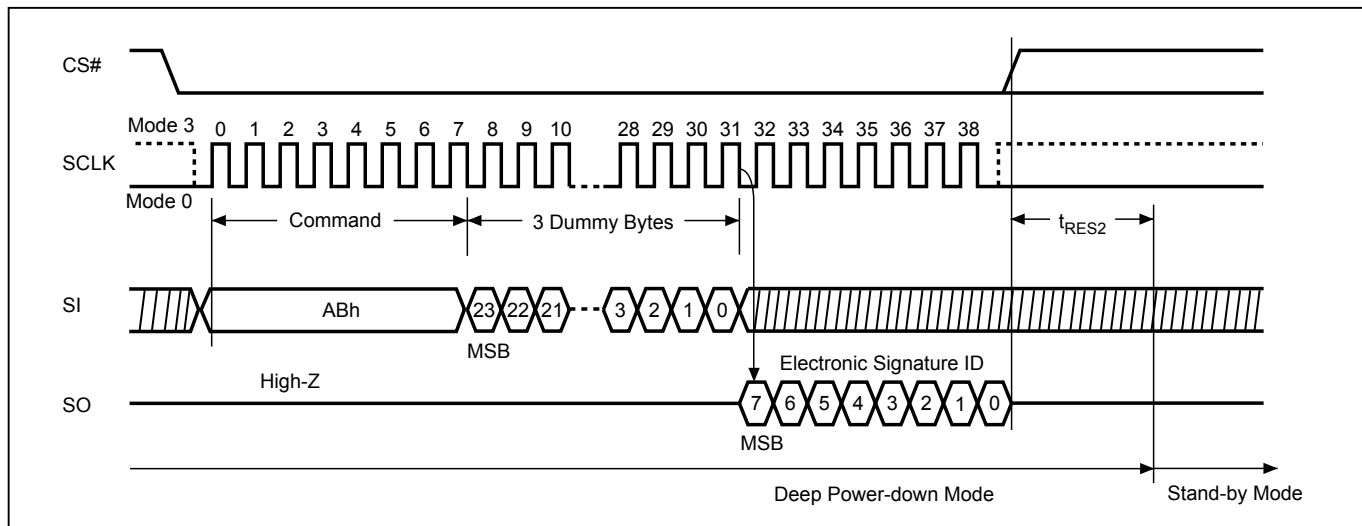 CS#
Mode 3 0 1 2 3 4 5 6 7 8 9 10 28 29 30 31 32 33 34 35 36 37 38
SCLK
Mode 0
Command 3 Dummy Bytes tRES2
SI ABh 23 22 21 3 2 1 0
MSB
Electronic Signature ID
High-Z
SO 7 6 5 4 3 2 1 0
MSB
Deep Power-down Mode Stand-by Mode